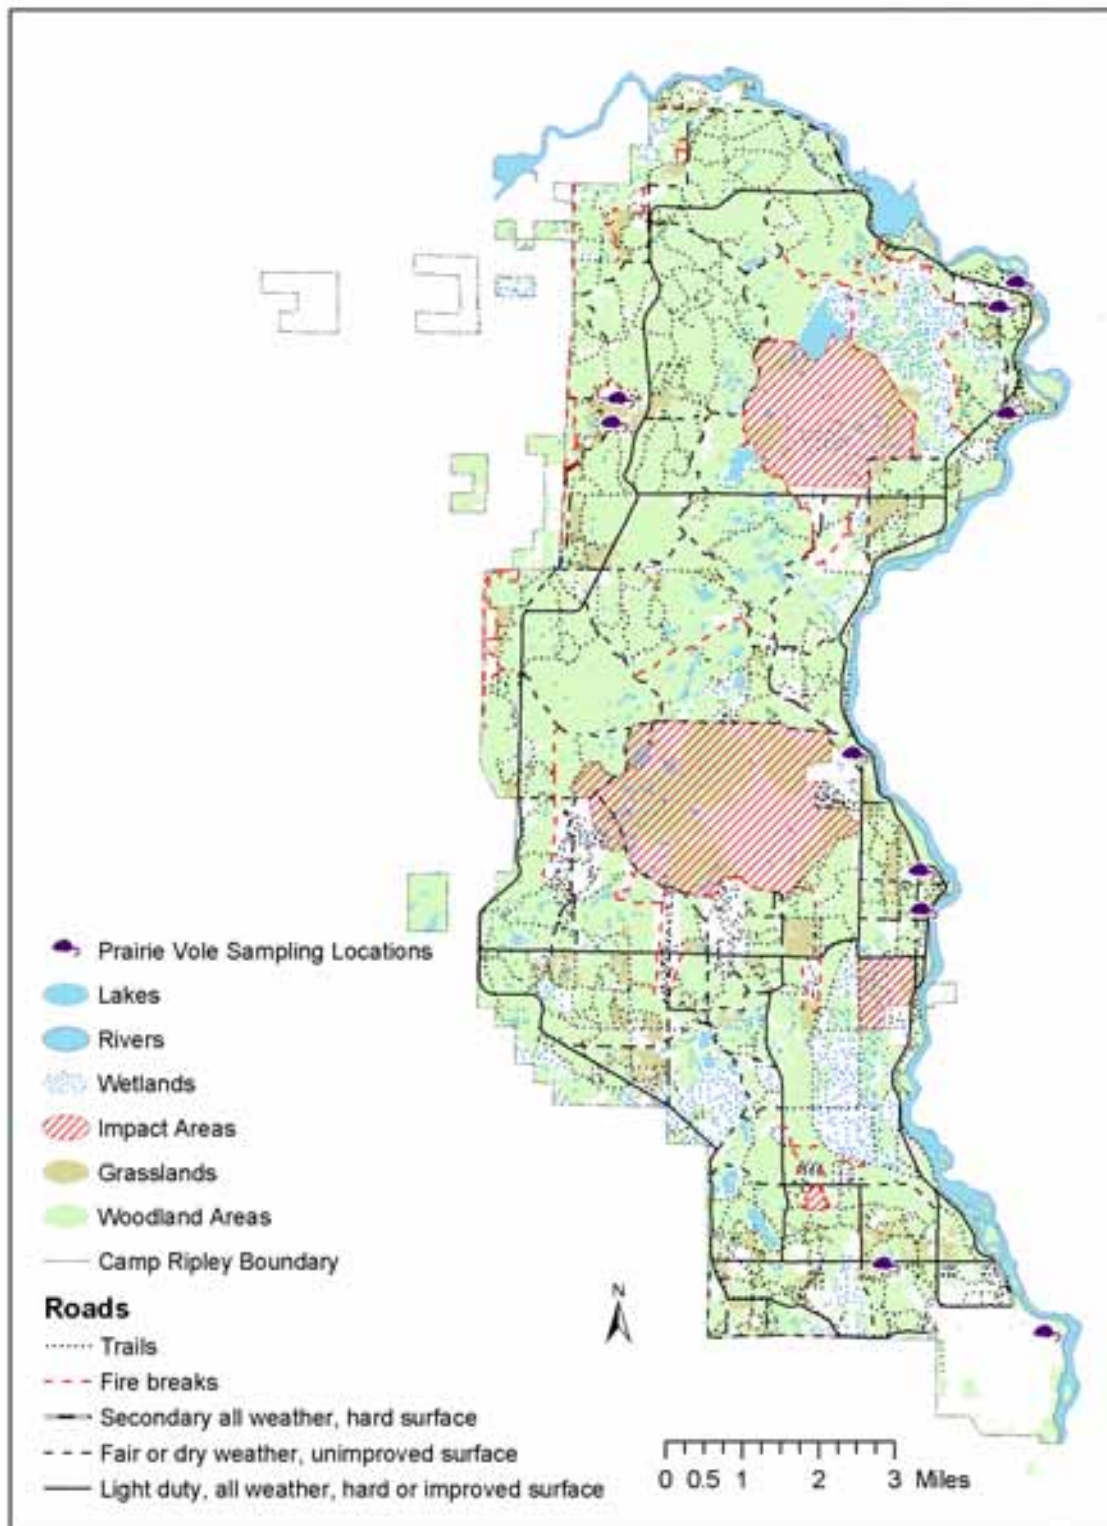 Prairie Vole Sampling Locations
Lakes
Rivers
Wetlands
Impact Areas
Grasslands
Woodland Areas
Camp Ripley Boundary
Roads
Trails
Fire breaks
Secondary all weather, hard surface
Fair or dry weather, unimproved surface
Light duty, all weather, hard or improved surface
N
0 0.5 1 2 3 Miles